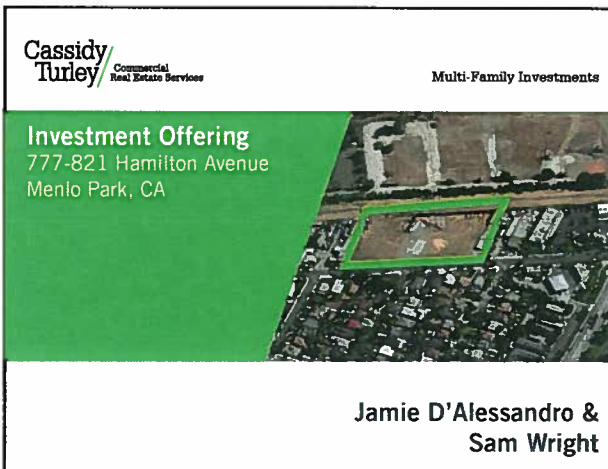 Cassidy/
Turley
Commercial
Real Estate Services
Multi-Family Investments
Investment Offering
777-821 Hamilton Avenue
Menlo Park, CA
Jamie D'Alessandro &
Sam Wright